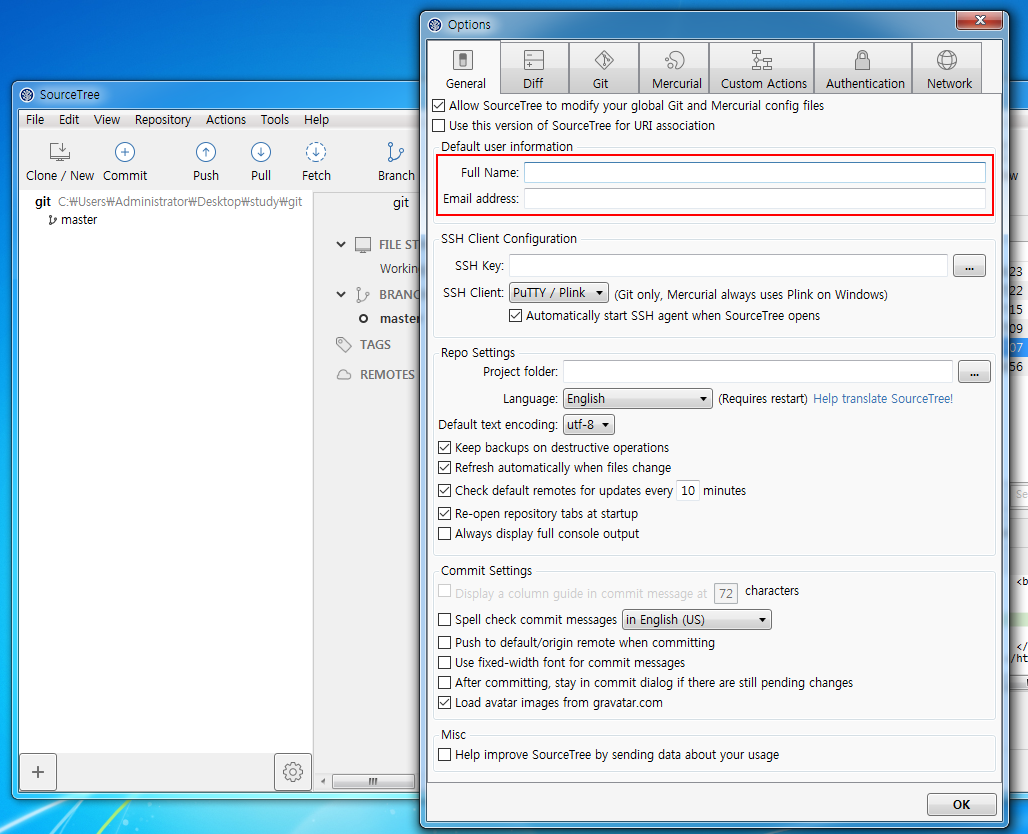 SourceTree
File Edit View Repository Actions Tools Help
Clone / New Commit Push Pull Fetch Branch
git C:₩Users₩Administrator₩Desktop₩study₩git
master
git
FILE ST
Workin
BRANC
master
TAGS
REMOTES
Options
General Diff Git Mercurial Custom Actions Authentication Network
Allow SourceTree to modify your global Git and Mercurial config files
Use this version of SourceTree for URI association
Default user information
Full Name:
Email address:
SSH Client Configuration
SSH Key: ...
SSH Client: PuTTY / Plink (Git only, Mercurial always uses Plink on Windows)
Automatically start SSH agent when SourceTree opens
Repo Settings
Project folder: ...
Language: English (Requires restart) Help translate SourceTree!
Default text encoding: utf-8
Keep backups on destructive operations
Refresh automatically when files change
Check default remotes for updates every 10 minutes
Re-open repository tabs at startup
Always display full console output
Commit Settings
Display a column guide in commit message at 72 characters
Spell check commit messages in English (US)
Push to default/origin remote when committing
Use fixed-width font for commit messages
After committing, stay in commit dialog if there are still pending changes
Load avatar images from gravatar.com
Misc
Help improve SourceTree by sending data about your usage
OK
w
23
22
15
09
07
56
Se
<b
</
/ht